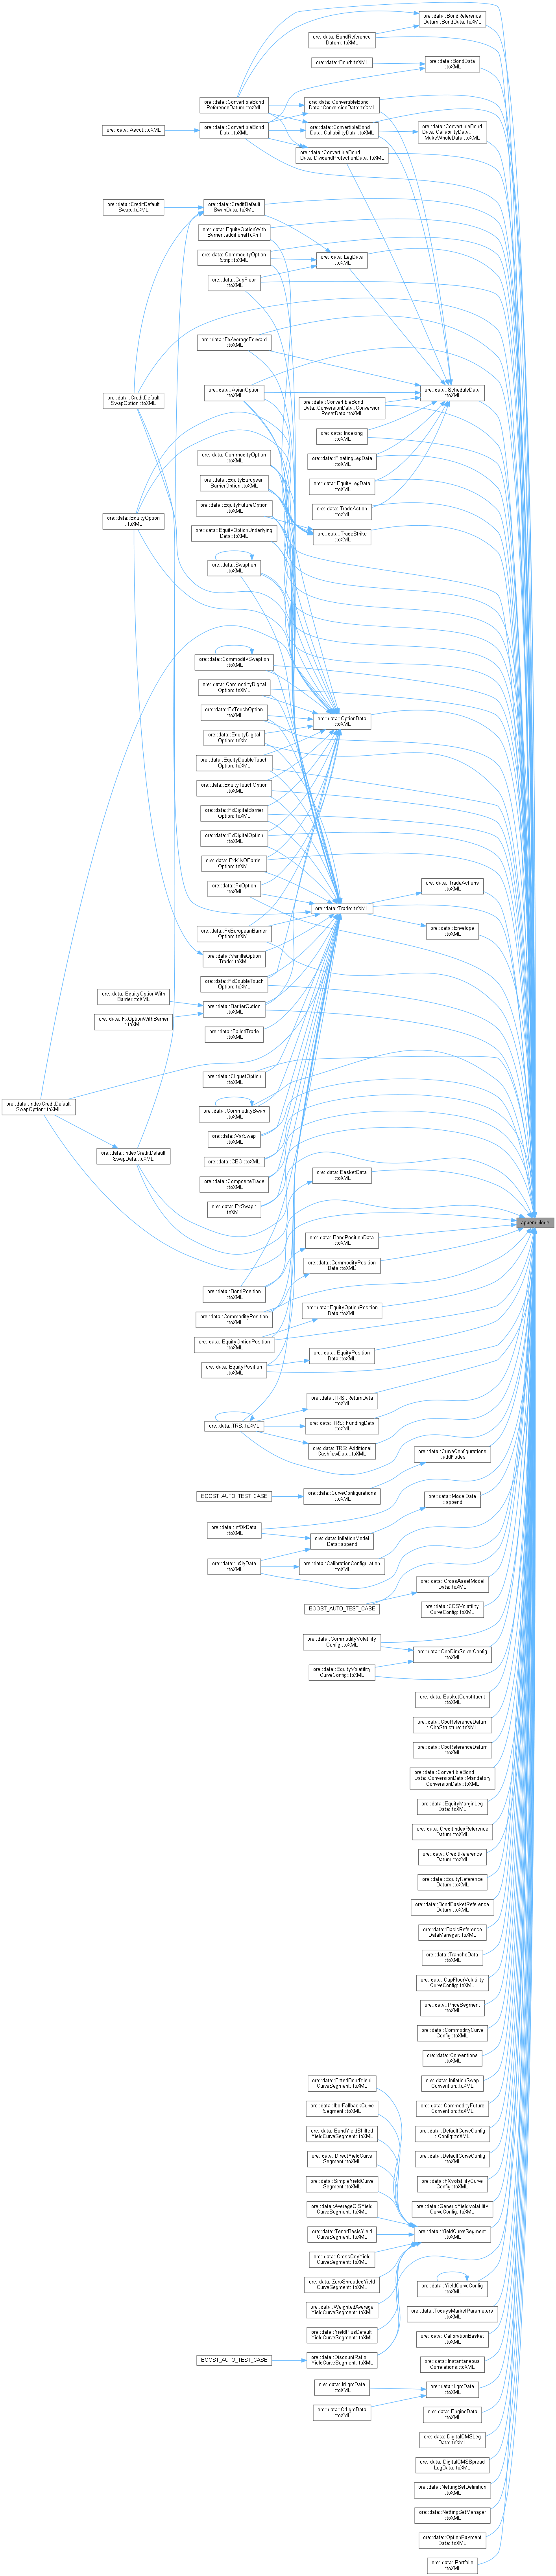 ore::data::BondReference
Datum::BondData::toXML
ore::data::BondReference
Datum::toXML
ore::data::Bond::toXML
ore::data::BondData
::toXML
ore::data::ConvertibleBond
ReferenceDatum::toXML
ore::data::ConvertibleBond
Data::ConversionData::toXML
ore::data::Ascot::toXML
ore::data::ConvertibleBond
Data::toXML
ore::data::ConvertibleBond
Data::CallabilityData::toXML
ore::data::ConvertibleBond
Data::CallabilityData::
MakeWholeData::toXML
ore::data::ConvertibleBond
Data::DividendProtectionData::toXML
ore::data::CreditDefault
Swap::toXML
ore::data::CreditDefault
SwapData::toXML
ore::data::EquityOptionWith
Barrier::additionalToXml
ore::data::CommodityOption
Strip::toXML
ore::data::LegData
::toXML
ore::data::CapFloor
::toXML
ore::data::FxAverageForward
::toXML
ore::data::AsianOption
::toXML
ore::data::ScheduleData
::toXML
ore::data::CreditDefault
SwapOption::toXML
ore::data::ConvertibleBond
Data::ConversionData::Conversion
ResetData::toXML
ore::data::Indexing
::toXML
ore::data::CommodityOption
::toXML
ore::data::FloatingLegData
::toXML
ore::data::EquityEuropean
BarrierOption::toXML
ore::data::EquityLegData
::toXML
ore::data::EquityFutureOption
::toXML
ore::data::TradeAction
::toXML
ore::data::EquityOption
::toXML
ore::data::EquityOptionUnderlying
Data::toXML
ore::data::TradeStrike
::toXML
ore::data::Swaption
::toXML
ore::data::CommoditySwaption
::toXML
ore::data::CommodityDigital
Option::toXML
ore::data::FxTouchOption
::toXML
ore::data::OptionData
::toXML
ore::data::EquityDigital
Option::toXML
ore::data::EquityDoubleTouch
Option::toXML
ore::data::EquityTouchOption
::toXML
ore::data::FxDigitalBarrier
Option::toXML
ore::data::FxDigitalOption
::toXML
ore::data::FxKIKOBarrier
Option::toXML
ore::data::FxOption
::toXML
ore::data::TradeActions
::toXML
ore::data::Trade::toXML
ore::data::FxEuropeanBarrier
Option::toXML
ore::data::Envelope
::toXML
ore::data::VanillaOption
Trade::toXML
ore::data::FxDoubleTouch
Option::toXML
ore::data::EquityOptionWith
Barrier::toXML
ore::data::BarrierOption
::toXML
ore::data::FxOptionWithBarrier
::toXML
ore::data::FailedTrade
::toXML
ore::data::CliquetOption
::toXML
ore::data::IndexCreditDefault
SwapOption::toXML
ore::data::CommoditySwap
::toXML
ore::data::VarSwap
::toXML
ore::data::IndexCreditDefault
SwapData::toXML
ore::data::CBO::toXML
ore::data::CompositeTrade
::toXML
ore::data::BasketData
::toXML
ore::data::FxSwap::
toXML
appendNode
ore::data::BondPositionData
::toXML
ore::data::CommodityPosition
Data::toXML
ore::data::BondPosition
::toXML
ore::data::EquityOptionPosition
Data::toXML
ore::data::CommodityPosition
::toXML
ore::data::EquityOptionPosition
::toXML
ore::data::EquityPosition
Data::toXML
ore::data::EquityPosition
::toXML
ore::data::TRS::ReturnData
::toXML
ore::data::TRS::toXML
ore::data::TRS::FundingData
::toXML
ore::data::TRS::Additional
CashflowData::toXML
ore::data::CurveConfigurations
::addNodes
BOOST_AUTO_TEST_CASE
ore::data::CurveConfigurations
::toXML
ore::data::ModelData
::append
ore::data::InfDkData
::toXML
ore::data::InflationModel
Data::append
ore::data::InfJyData
::toXML
ore::data::CalibrationConfiguration
::toXML
ore::data::CrossAssetModel
Data::toXML
BOOST_AUTO_TEST_CASE
ore::data::CDSVolatility
CurveConfig::toXML
ore::data::CommodityVolatility
Config::toXML
ore::data::OneDimSolverConfig
::toXML
ore::data::EquityVolatility
CurveConfig::toXML
ore::data::BasketConstituent
::toXML
ore::data::CboReferenceDatum
::CboStructure::toXML
ore::data::CboReferenceDatum
::toXML
ore::data::ConvertibleBond
Data::ConversionData::Mandatory
ConversionData::toXML
ore::data::EquityMarginLeg
Data::toXML
ore::data::CreditIndexReference
Datum::toXML
ore::data::CreditReference
Datum::toXML
ore::data::EquityReference
Datum::toXML
ore::data::BondBasketReference
Datum::toXML
ore::data::BasicReference
DataManager::toXML
ore::data::TrancheData
::toXML
ore::data::CapFloorVolatility
CurveConfig::toXML
ore::data::PriceSegment
::toXML
ore::data::CommodityCurve
Config::toXML
ore::data::Conventions
::toXML
ore::data::InflationSwap
Convention::toXML
ore::data::FittedBondYield
CurveSegment::toXML
ore::data::IborFallbackCurve
Segment::toXML
ore::data::CommodityFuture
Convention::toXML
ore::data::BondYieldShifted
YieldCurveSegment::toXML
ore::data::DefaultCurveConfig
::Config::toXML
ore::data::DirectYieldCurve
Segment::toXML
ore::data::DefaultCurveConfig
::toXML
ore::data::SimpleYieldCurve
Segment::toXML
ore::data::FXVolatilityCurve
Config::toXML
ore::data::AverageOISYield
CurveSegment::toXML
ore::data::GenericYieldVolatility
CurveConfig::toXML
ore::data::TenorBasisYield
CurveSegment::toXML
ore::data::YieldCurveSegment
::toXML
ore::data::CrossCcyYield
CurveSegment::toXML
ore::data::ZeroSpreadedYield
CurveSegment::toXML
ore::data::YieldCurveConfig
::toXML
ore::data::WeightedAverage
YieldCurveSegment::toXML
ore::data::TodaysMarketParameters
::toXML
ore::data::YieldPlusDefault
YieldCurveSegment::toXML
ore::data::CalibrationBasket
::toXML
BOOST_AUTO_TEST_CASE
ore::data::DiscountRatio
YieldCurveSegment::toXML
ore::data::Instantaneous
Correlations::toXML
ore::data::IrLgmData
::toXML
ore::data::LgmData
::toXML
ore::data::CrLgmData
::toXML
ore::data::EngineData
::toXML
ore::data::DigitalCMSLeg
Data::toXML
ore::data::DigitalCMSSpread
LegData::toXML
ore::data::NettingSetDefinition
::toXML
ore::data::NettingSetManager
::toXML
ore::data::OptionPayment
Data::toXML
ore::data::Portfolio
::toXML